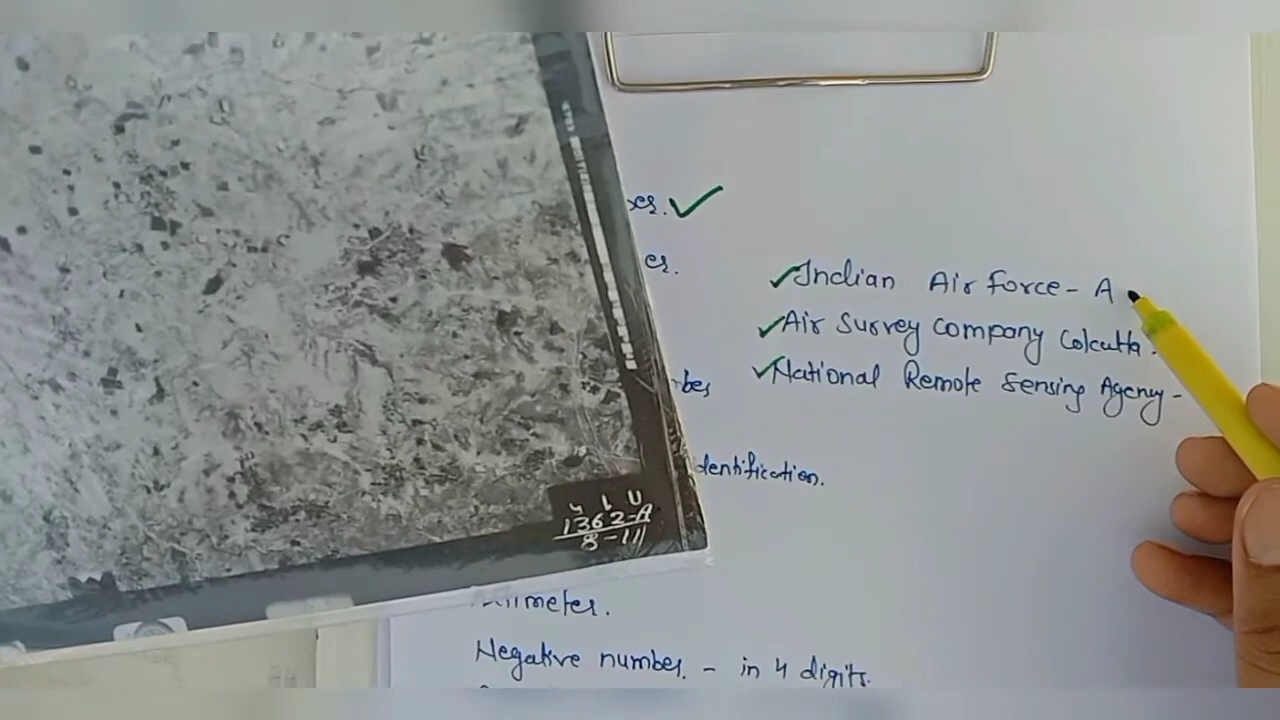 Indian Air Force - A
Air Survey Company Calcutta.
National Remote Sensing Agency -
identification.
1362-A
8-11
Negative number. - in 4 digits.